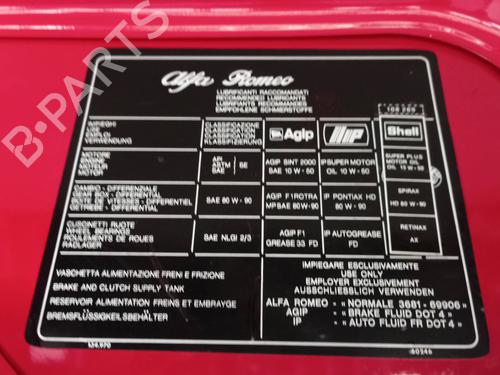 B-PARTS
Alfa Romeo
LUBRIFICANTI RACCOMANDATI
RECOMMENDED LUBRICANTS
LUBRIFIANTS RECOMMANDES
EMPFOHLENE SCHMIERSTOFFE
IMPIEGHI
USE
EMPLOI
VERWENDUNG
CLASSIFICAZIONE
CLASSIFICATION
CLASSIFICATION
KLASSIFIZIERUNG
Agip
IP
Shell
MOTORE
ENGINE
MOTEUR
MOTOR
API
ASTM
SAE
SE
AGIP SINT 2000
SAE 10 W-50
IP SUPER MOTOR
OIL 10 W-50
SUPER PLUS
MOTOR OIL
OIL 15 W-50
CAMBIO - DIFFERENZIALE
GEAR BOX - DIFFERENTIAL
BOITE DE VITESSES - DIFFERENTIEL
GETRIEBE - DIFFERENTIAL
SAE 80 W-90
AGIP F1 ROTRA
MP SAE 80 W-90
IP PONTIAX HD
80 W-90
SPIRAX
HD 80 W-90
CUSCINETTI RUOTE
WHEEL BEARINGS
ROULEMENTS DE ROUES
RADLAGER
SAE NLGI 2/3
AGIP F1
GREASE 33 FD
IP AUTOGREASE
FD
RETINAX
AX
VASCHETTA ALIMENTAZIONE FRENI E FRIZIONE
BRAKE AND CLUTCH SUPPLY TANK
RESERVOIR ALIMENTATION FREINS ET EMBRAYGE
BREMSFLÜSSIGKEITSBEHÄLTER
IMPIEGARE ESCLUSIVAMENTE
USE ONLY
EMPLOYER EXCLUSIVEMENT
AUSSCHLIESSLICH VERWENDEN
ALFA ROMEO - «NORMALE 3681-69906»
AGIP - «BRAKE FLUID DOT 4»
IP - «AUTO FLUID FR DOT 4»
60346